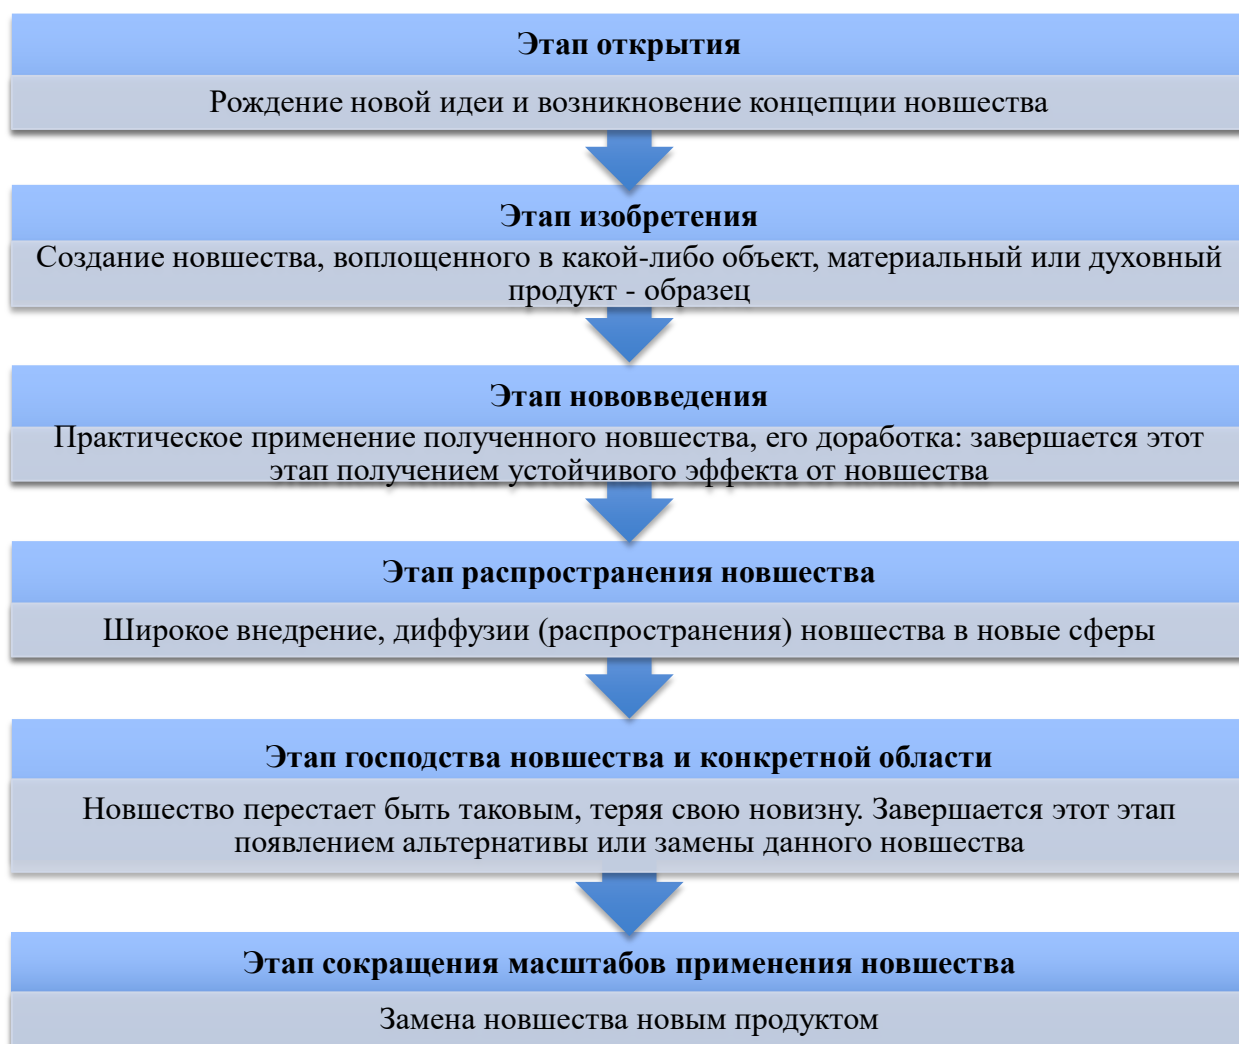 Этап открытия
Рождение новой идеи и возникновение концепции новшества
Этап изобретения
Создание новшества, воплощенного в какой-либо объект, материальный или духовный
продукт - образец
Этап нововведения
Практическое применение полученного новшества, его доработка: завершается этот
этап получением устойчивого эффекта от новшества
Этап распространения новшества
Широкое внедрение, диффузии (распространения) новшества в новые сферы
Этап господства новшества и конкретной области
Новшество перестает быть таковым, теряя свою новизну. Завершается этот этап
появлением альтернативы или замены данного новшества
Этап сокращения масштабов применения новшества
Замена новшества новым продуктом